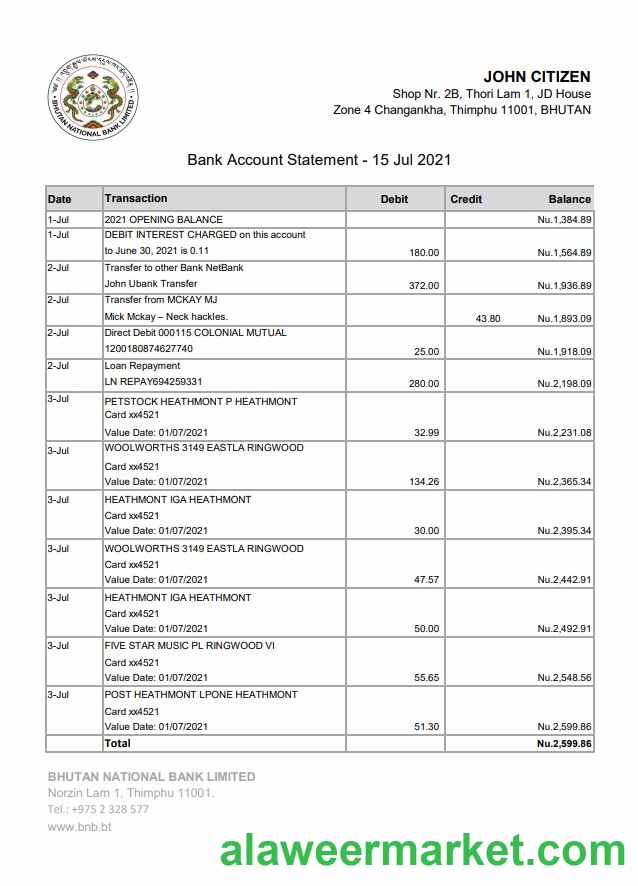 BHUTAN NATIONAL BANK LIMITED
JOHN CITIZEN
Shop Nr. 2B, Thori Lam 1, JD House
Zone 4 Changankha, Thimphu 11001, BHUTAN
Bank Account Statement - 15 Jul 2021
Date Transaction Debit Credit Balance
1-Jul 2021 OPENING BALANCE Nu.1,384.89
1-Jul DEBIT INTEREST CHARGED on this account
to June 30, 2021 is 0.11 180.00 Nu.1,564.89
2-Jul Transfer to other Bank NetBank
John Ubank Transfer 372.00 Nu.1,936.89
2-Jul Transfer from MCKAY MJ
Mick Mckay – Neck hackles. 43.80 Nu.1,893.09
2-Jul Direct Debit 000115 COLONIAL MUTUAL
1200180874627740 25.00 Nu.1,918.09
2-Jul Loan Repayment
LN REPAY694259331 280.00 Nu.2,198.09
3-Jul PETSTOCK HEATHMONT P HEATHMONT
Card xx4521
Value Date: 01/07/2021 32.99 Nu.2,231.08
3-Jul WOOLWORTHS 3149 EASTLA RINGWOOD
Card xx4521
Value Date: 01/07/2021 134.26 Nu.2,365.34
3-Jul HEATHMONT IGA HEATHMONT
Card xx4521
Value Date: 01/07/2021 30.00 Nu.2,395.34
3-Jul WOOLWORTHS 3149 EASTLA RINGWOOD
Card xx4521
Value Date: 01/07/2021 47.57 Nu.2,442.91
3-Jul HEATHMONT IGA HEATHMONT
Card xx4521
Value Date: 01/07/2021 50.00 Nu.2,492.91
3-Jul FIVE STAR MUSIC PL RINGWOOD VI
Card xx4521
Value Date: 01/07/2021 55.65 Nu.2,548.56
3-Jul POST HEATHMONT LPONE HEATHMONT
Card xx4521
Value Date: 01/07/2021 51.30 Nu.2,599.86
Total Nu.2,599.86
BHUTAN NATIONAL BANK LIMITED
Norzin Lam 1, Thimphu 11001.
Tel.: +975 2 328 577
www.bnb.bt
alaweermarket.com